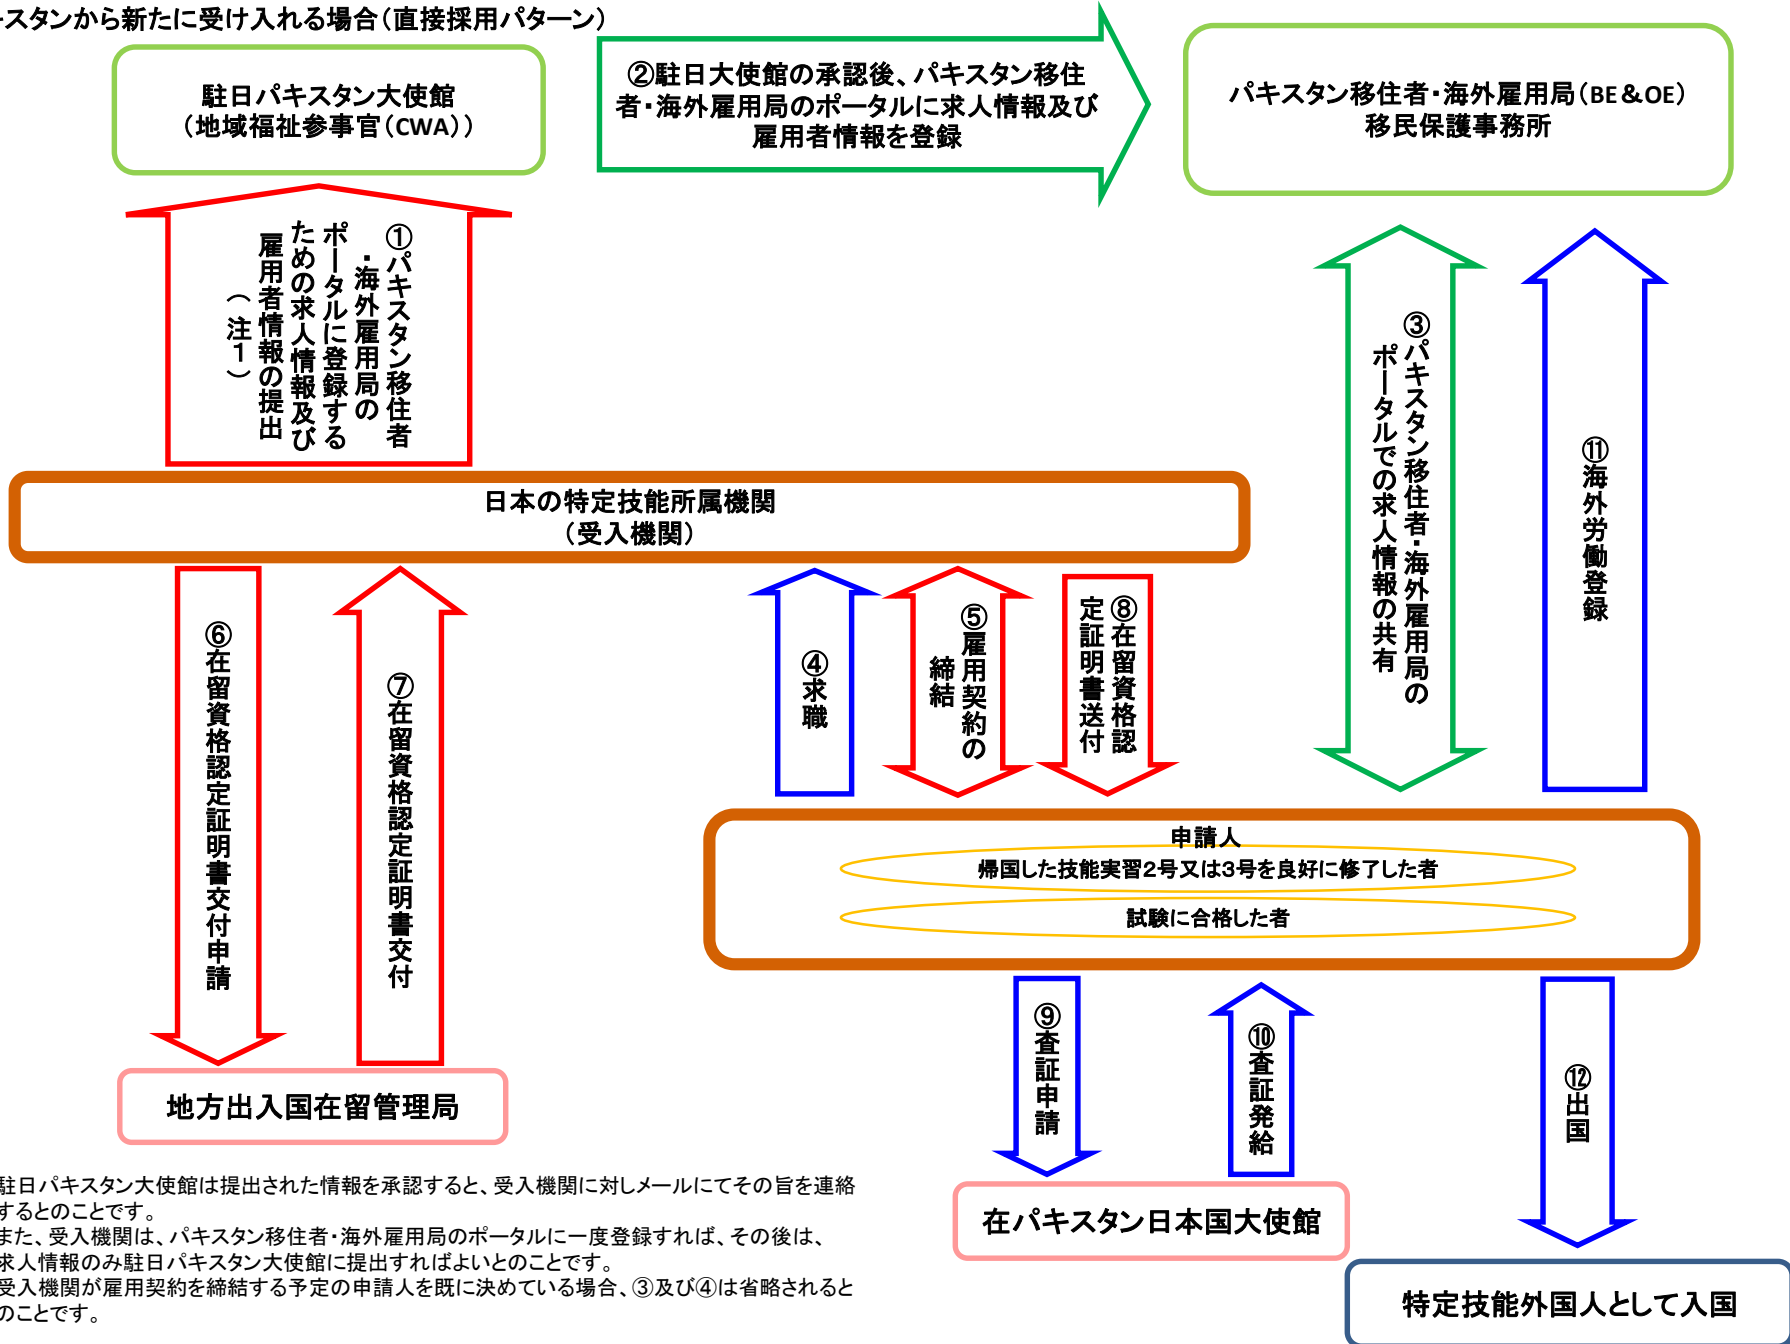 キスタンから新たに受け入れる場合（直接採用パターン）
駐日パキスタン大使館
（地域福祉参事官（CWA））
②駐日大使館の承認後、パキスタン移住
者・海外雇用局のポータルに求人情報及び
雇用者情報を登録
パキスタン移住者・海外雇用局（BE＆OE）
移民保護事務所
①パキスタン移住者
・海外雇用局の
ポータルに登録する
ための求人情報及び
雇用者情報の提出
（注１）
③パキスタン移住者・海外雇用局の
ポータルでの求人情報の共有
⑪海外労働登録
日本の特定技能所属機関
（受入機関）
⑥在留資格認定証明書交付申請
⑦在留資格認定証明書交付
④求職
⑤雇用契約の
締結
⑧在留資格認
定証明書送付
申請人
帰国した技能実習2号又は3号を良好に修了した者
試験に合格した者
⑨査証申請
⑩査証発給
⑫出国
地方出入国在留管理局
在パキスタン日本国大使館
特定技能外国人として入国
駐日パキスタン大使館は提出された情報を承認すると、受入機関に対しメールにてその旨を連絡
するとのことです。
また、受入機関は、パキスタン移住者・海外雇用局のポータルに一度登録すれば、その後は、
求人情報のみ駐日パキスタン大使館に提出すればよいとのことです。
受入機関が雇用契約を締結する予定の申請人を既に決めている場合、③及び④は省略されると
のことです。